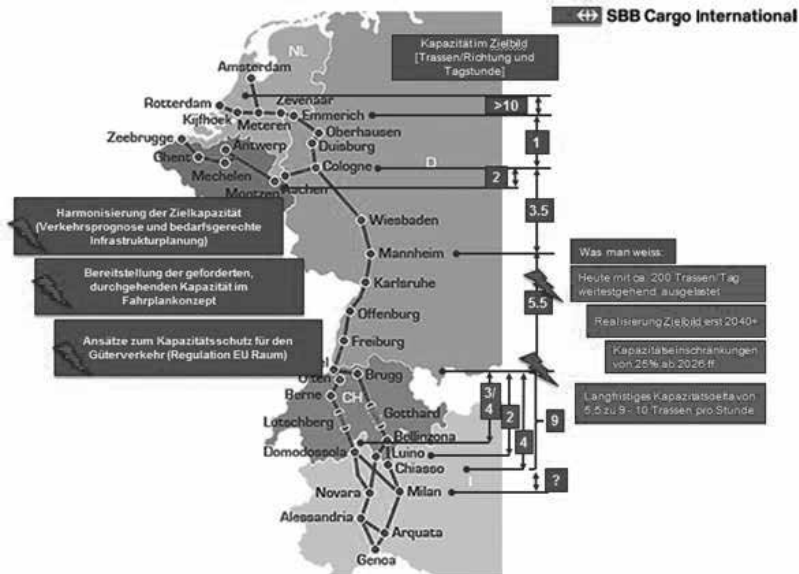 SBB Cargo International
Kapazität im Zielbild
[Trassen/Richtung und
Tagstunde]
NL
Amsterdam
Rotterdam
Zevenaar
Emmerich
Kijfhoek
Meteren
>10
Oberhausen
Duisburg
1
Zeebrugge
Antwerp
Ghent
Mechelen
Montzen
Aachen
Cologne
D
2
3.5
Harmonisierung der Zielkapazität
(Verkehrsprognose und bedarfsgerechte
Infrastrukturplanung)
Wiesbaden
Mannheim
Bereitstellung der geforderten,
durchgehenden Kapazität im
Fahrplankonzept
Karlsruhe
5.5
Was man weiss:
Heute mit ca. 200 Trassen/Tag
weitestgehend ausgelastet
Offenburg
Realisierung Zielbild erst 2040+
Ansätze zum Kapazitätsschutz für den
Güterverkehr (Regulation EU Raum)
Freiburg
Kapazitätseinschränkungen
von 25% ab 2026 ff
Olten
Brugg
Berne
CH
Gotthard
Lötschberg
Bellinzona
3/
4
2
4
9
Langfristiges Kapazitätsdelta von
5,5 zu 9 - 10 Trassen pro Stunde
Domodossola
Luino
Chiasso
I
?
Novara
Milan
Alessandria
Arquata
Genoa